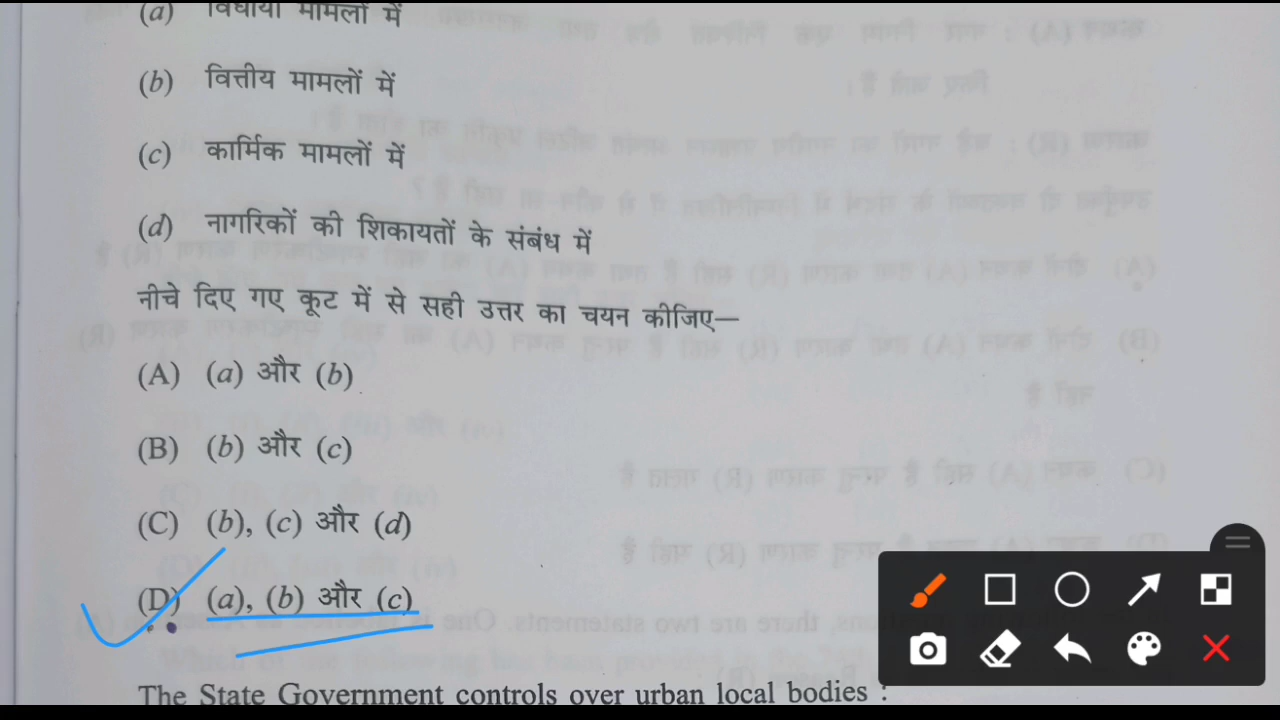 (a) विधायी मामलों में
(b) वित्तीय मामलों में
(c) कार्मिक मामलों में
(d) नागरिकों की शिकायतों के संबंध में
नीचे दिए गए कूट में से सही उत्तर का चयन कीजिए—
(A) (a) और (b)
(B) (b) और (c)
(C) (b), (c) और (d)
(D) (a), (b) और (c)
The State Government controls over urban local bodies :